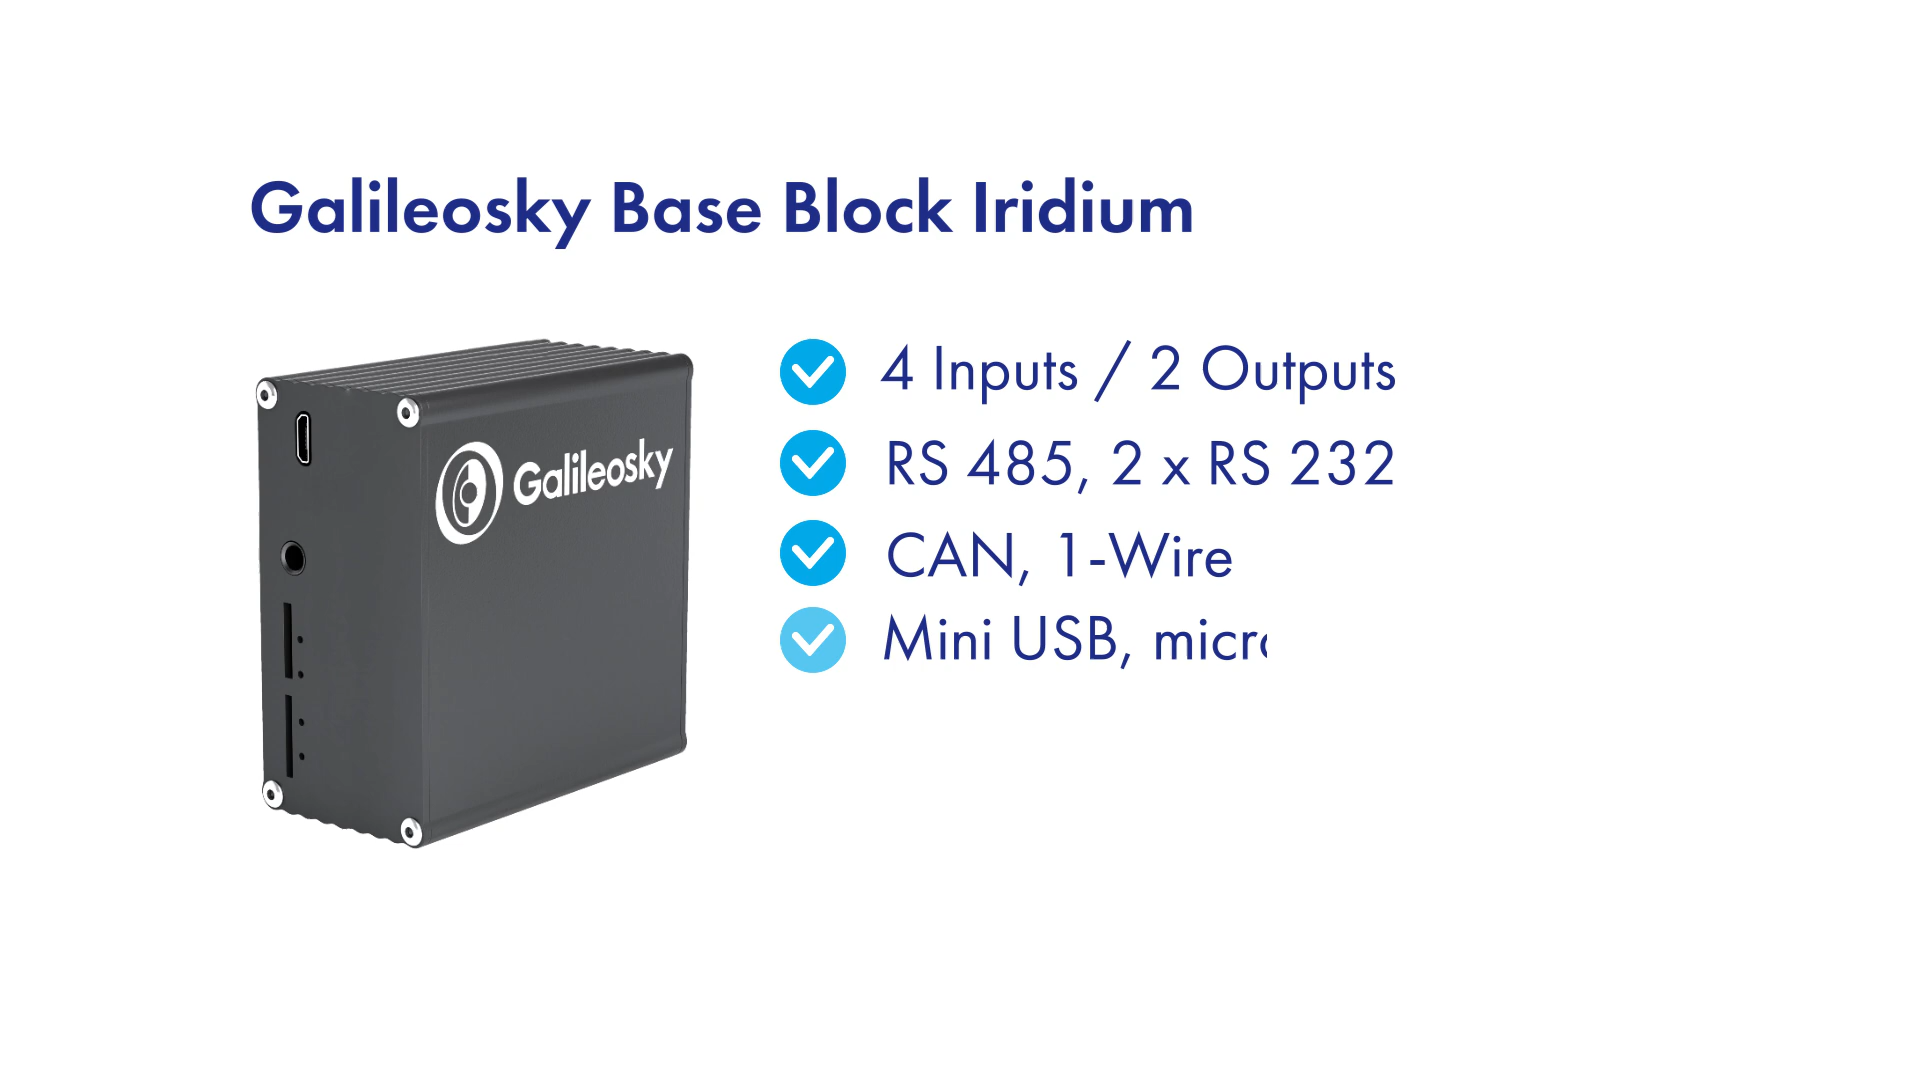 Galileosky Base Block Iridium
Galileosky
4 Inputs / 2 Outputs
RS 485, 2 x RS 232
CAN, 1-Wire
Mini USB,